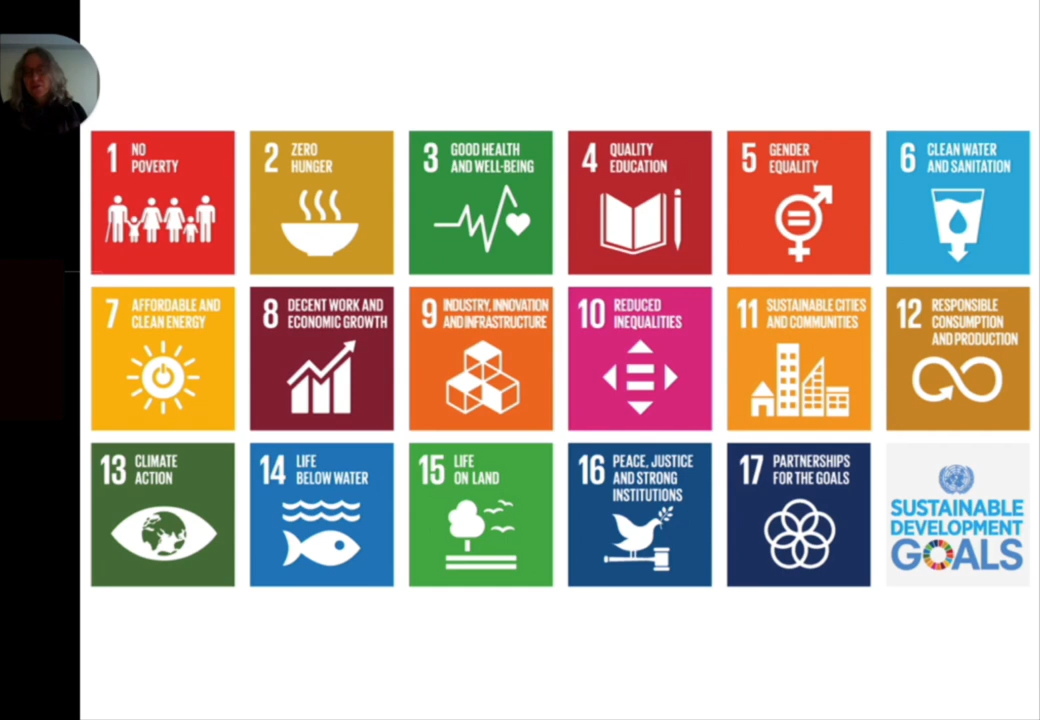 1 NO
POVERTY
2 ZERO
HUNGER
3 GOOD HEALTH
AND WELL-BEING
4 QUALITY
EDUCATION
5 GENDER
EQUALITY
6 CLEAN WATER
AND SANITATION
7 AFFORDABLE AND
CLEAN ENERGY
8 DECENT WORK AND
ECONOMIC GROWTH
9 INDUSTRY, INNOVATION
AND INFRASTRUCTURE
10 REDUCED
INEQUALITIES
11 SUSTAINABLE CITIES
AND COMMUNITIES
12 RESPONSIBLE
CONSUMPTION
AND PRODUCTION
13 CLIMATE
ACTION
14 LIFE
BELOW WATER
15 LIFE
ON LAND
16 PEACE, JUSTICE
AND STRONG
INSTITUTIONS
17 PARTNERSHIPS
FOR THE GOALS
SUSTAINABLE
DEVELOPMENT
GOALS